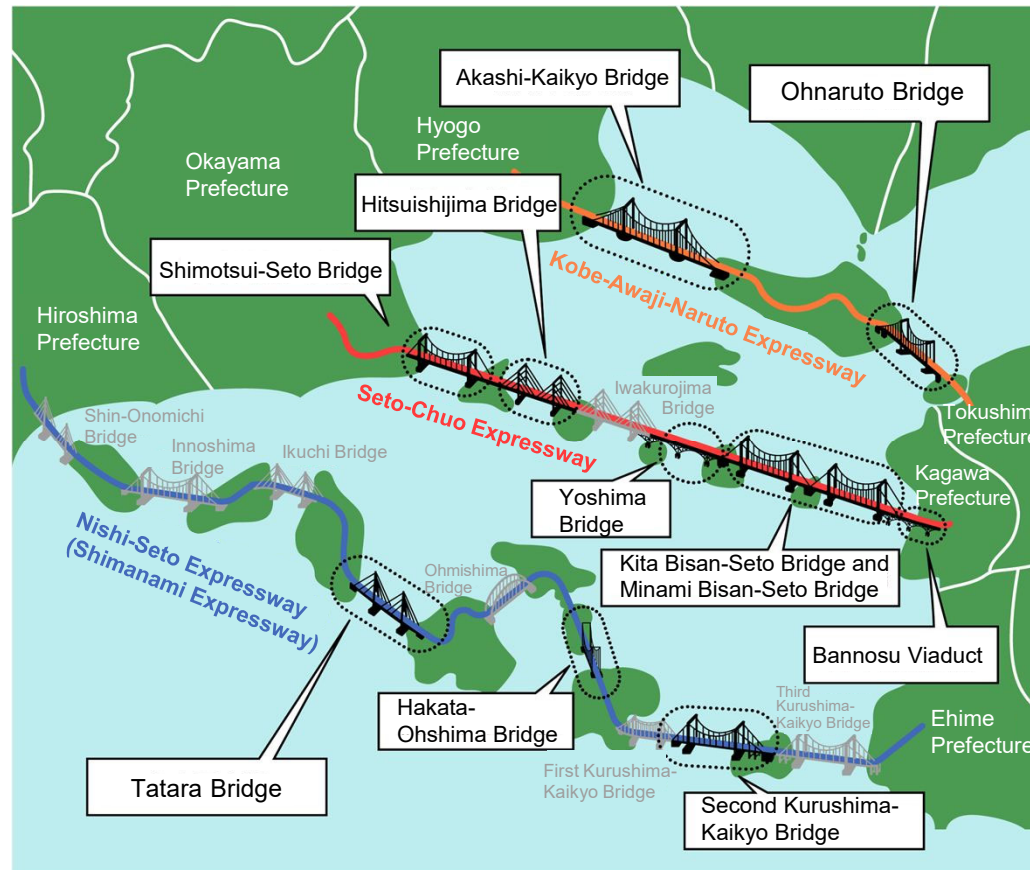 Akashi-Kaikyo Bridge
Ohnaruto Bridge
Hyogo
Prefecture
Okayama
Prefecture
Hitsuishijima Bridge
Shimotsui-Seto Bridge
Kobe-Awaji-Naruto Expressway
Hiroshima
Prefecture
Iwakurojima
Bridge
Seto-Chuo Expressway
Tokushima
Prefecture
Shin-Onomichi
Bridge
Innoshima
Bridge
Ikuchi Bridge
Kagawa
Prefecture
Yoshima
Bridge
Nishi-Seto Expressway
(Shimanami Expressway)
Kita Bisan-Seto Bridge and
Minami Bisan-Seto Bridge
Ohmishima
Bridge
Bannosu Viaduct
Hakata-
Ohshima Bridge
Third
Kurushima-
Kaikyo Bridge
Ehime
Prefecture
Tatara Bridge
First Kurushima-
Kaikyo Bridge
Second Kurushima-
Kaikyo Bridge